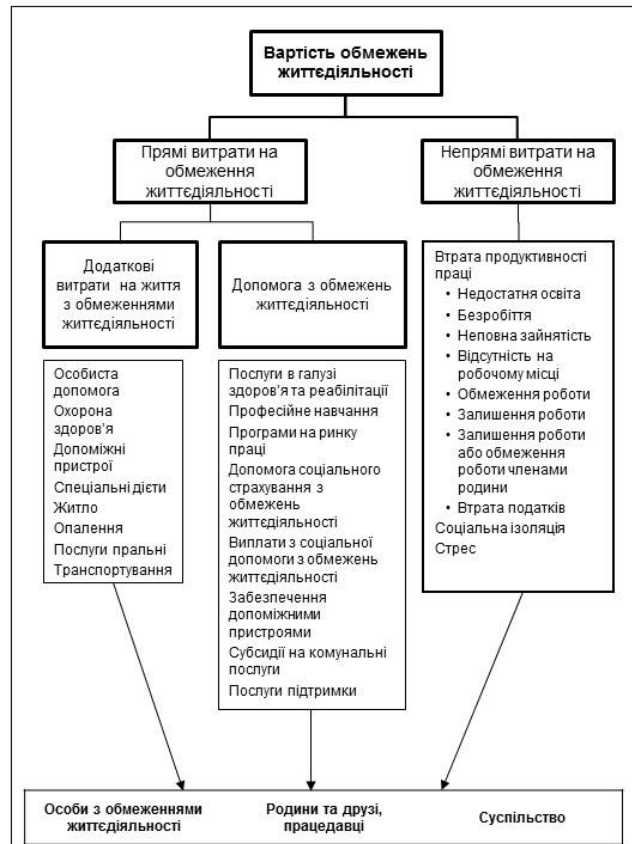 Вартість обмежень
життєдіяльності
Прямі витрати на
обмеження
життєдіяльності
Непрямі витрати на
обмеження
життєдіяльності
Додаткові
витрати на життя
з обмеженнями
життєдіяльності
Допомога з обмежень
життєдіяльності
Особиста
допомога
Охорона
здоров'я
Допоміжні
пристрої
Спеціальні дієти
Житло
Опалення
Послуги пральні
Транспортування
Послуги в галузі
здоров'я та реабілітації
Професійне навчання
Програми на ринку
праці
Допомога соціального
страхування з
обмежень
життєдіяльності
Виплати з соціальної
допомоги з обмежень
життєдіяльності
Забезпечення
допоміжними
пристроями
Субсидії на комунальні
послуги
Послуги підтримки
Втрата продуктивності
праці
• Недостатня освіта
• Безробіття
• Неповна зайнятість
• Відсутність на
робочому місці
• Обмеження роботи
• Залишення роботи
• Залишення роботи
або обмеження
роботи членами
родини
• Втрата податків
Соціальна ізоляція
Стрес
Особи з обмеженнями
життєдіяльності
Родини та друзі,
працедавці
Суспільство